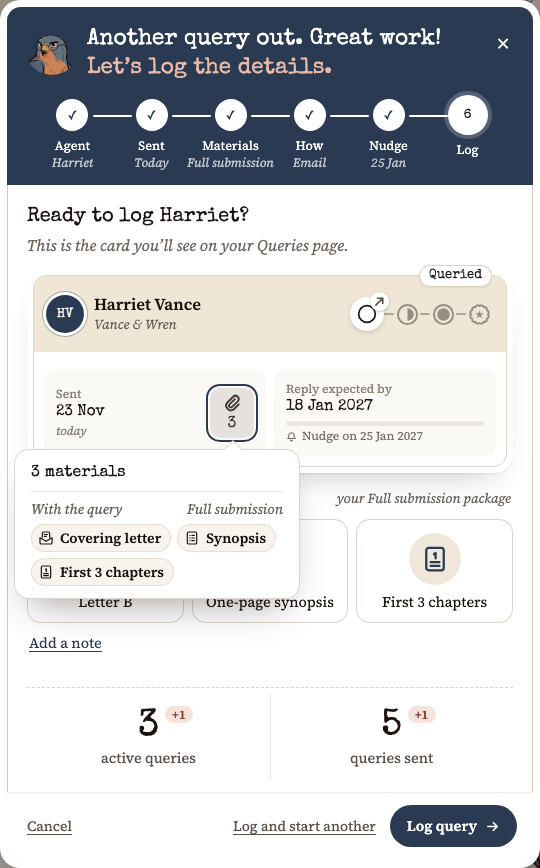 Another query out. Great work!
Let's log the details.
✓ ✓ ✓ ✓ ✓ 6
Agent Sent Materials How Nudge Log
Harriet Today Full submission Email 25 Jan
Ready to log Harriet?
This is the card you'll see on your Queries page.
Queried
HV
Harriet Vance
Vance & Wren
Sent
23 Nov
today
3
Reply expected by
18 Jan 2027
Nudge on 25 Jan 2027
3 materials
With the query Full submission
Covering letter Synopsis
First 3 chapters
your Full submission package
Letter B One-page synopsis First 3 chapters
Add a note
3 +1
active queries
5 +1
queries sent
Cancel Log and start another Log query →